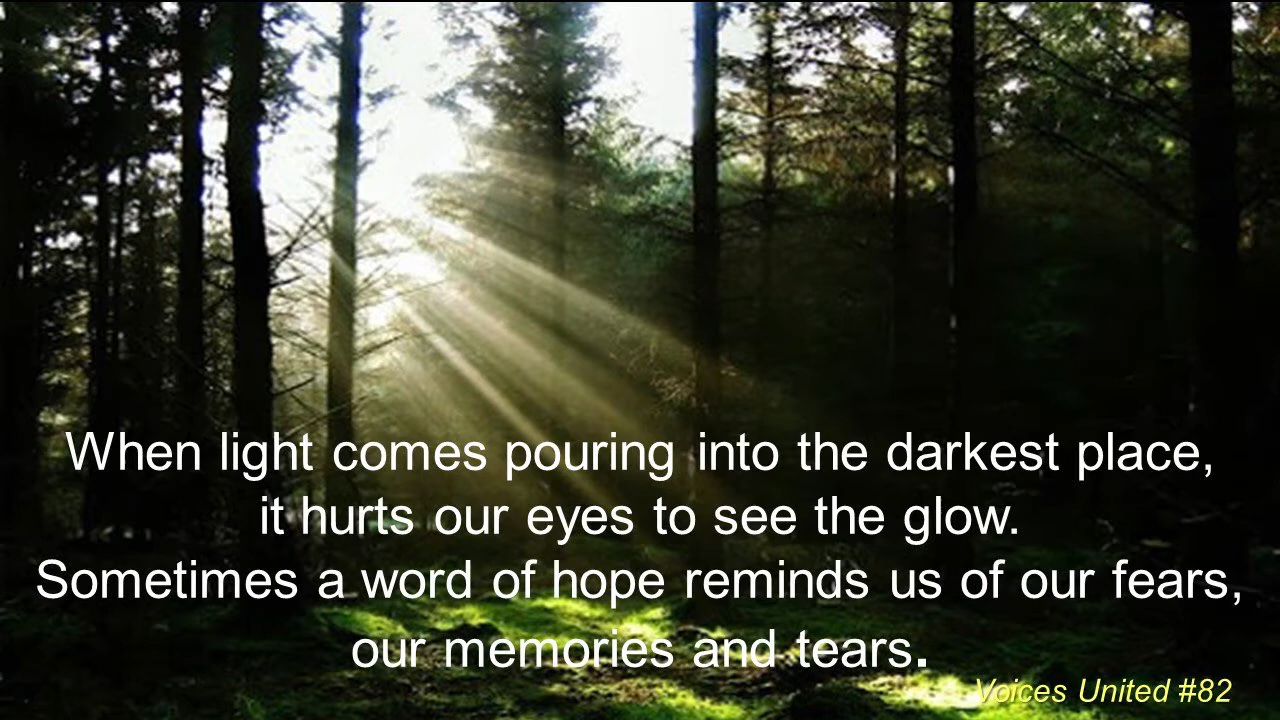 When light comes pouring into the darkest place,
it hurts our eyes to see the glow.
Sometimes a word of hope reminds us of our fears,
our memories and tears.
Voices United #82